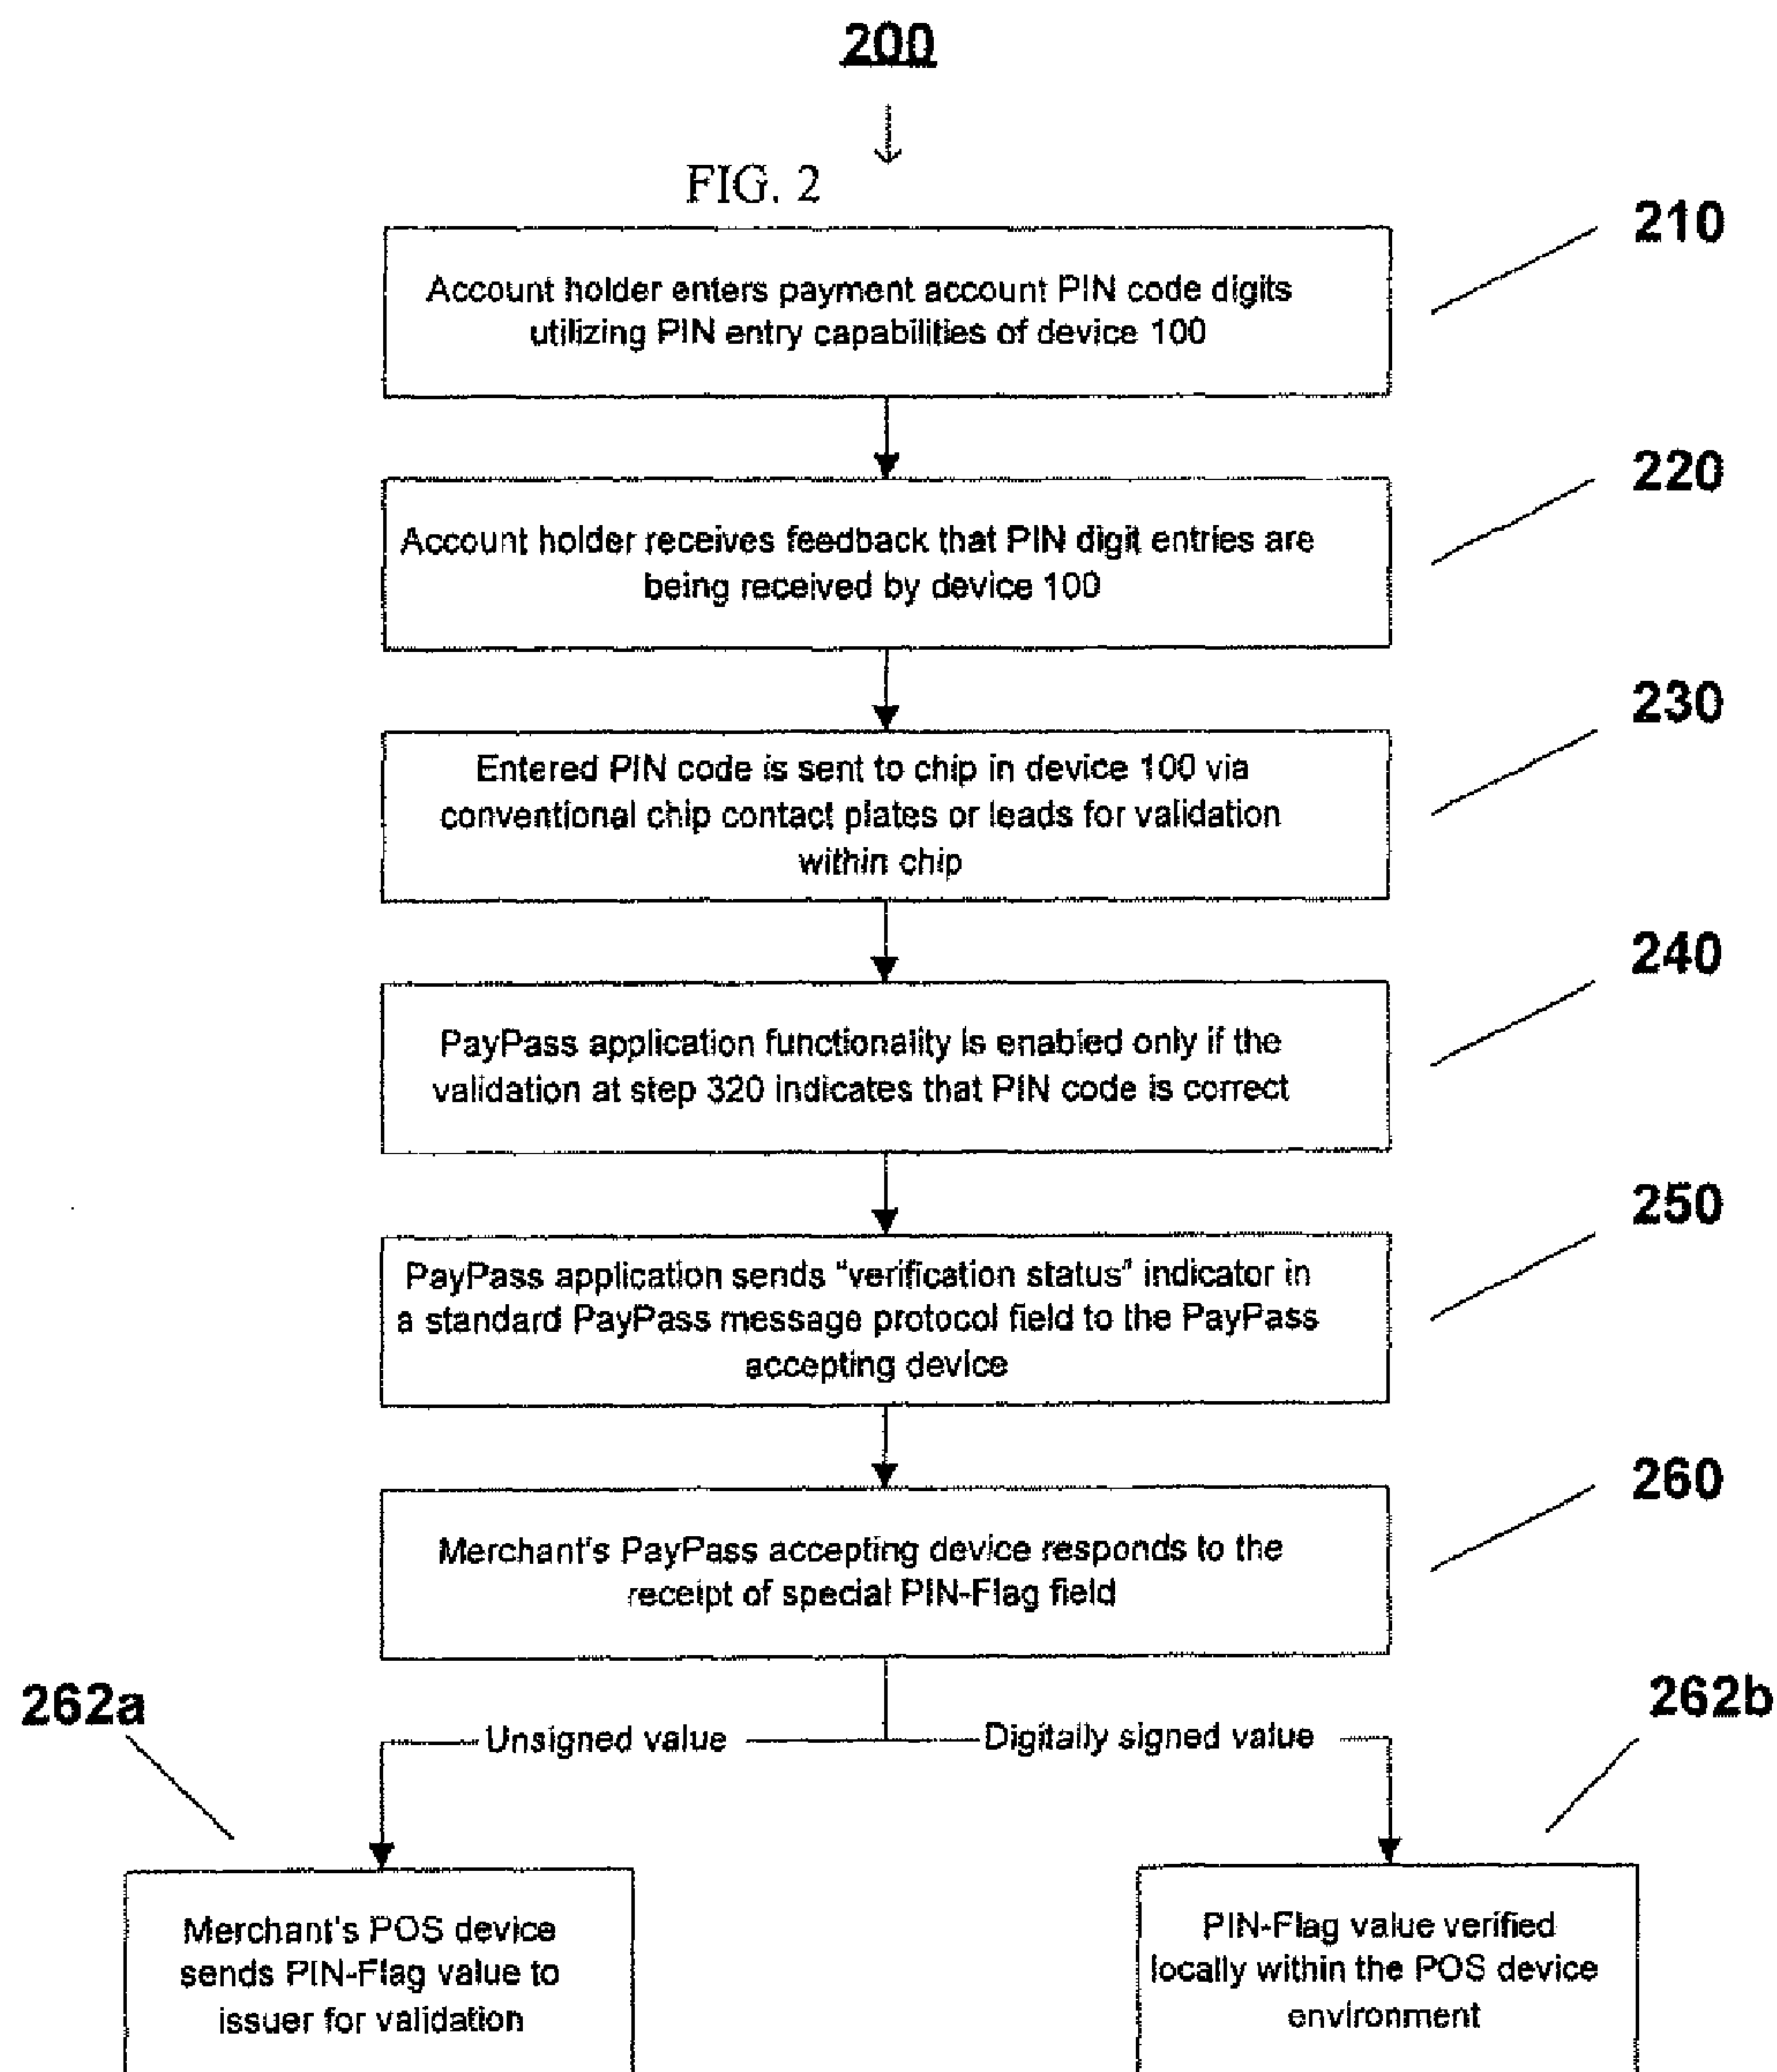 200
FIG. 2
210
Account holder enters payment account PIN code digits
utilizing PIN entry capabilities of device 100
220
Account holder receives feedback that PIN digit entries are
being received by device 100
230
Entered PIN code is sent to chip in device 100 via
conventional chip contact plates or leads for validation
within chip
240
PayPass application functionality is enabled only if the
validation at step 320 indicates that PIN code is correct
250
PayPass application sends "verification status" indicator in
a standard PayPass message protocol field to the PayPass
accepting device
260
Merchant's PayPass accepting device responds to the
receipt of special PIN-Flag field
262a
262b
Unsigned value
Digitally signed value
Merchant's POS device
sends PIN-Flag value to
issuer for validation
PIN-Flag value verified
locally within the POS device
environment